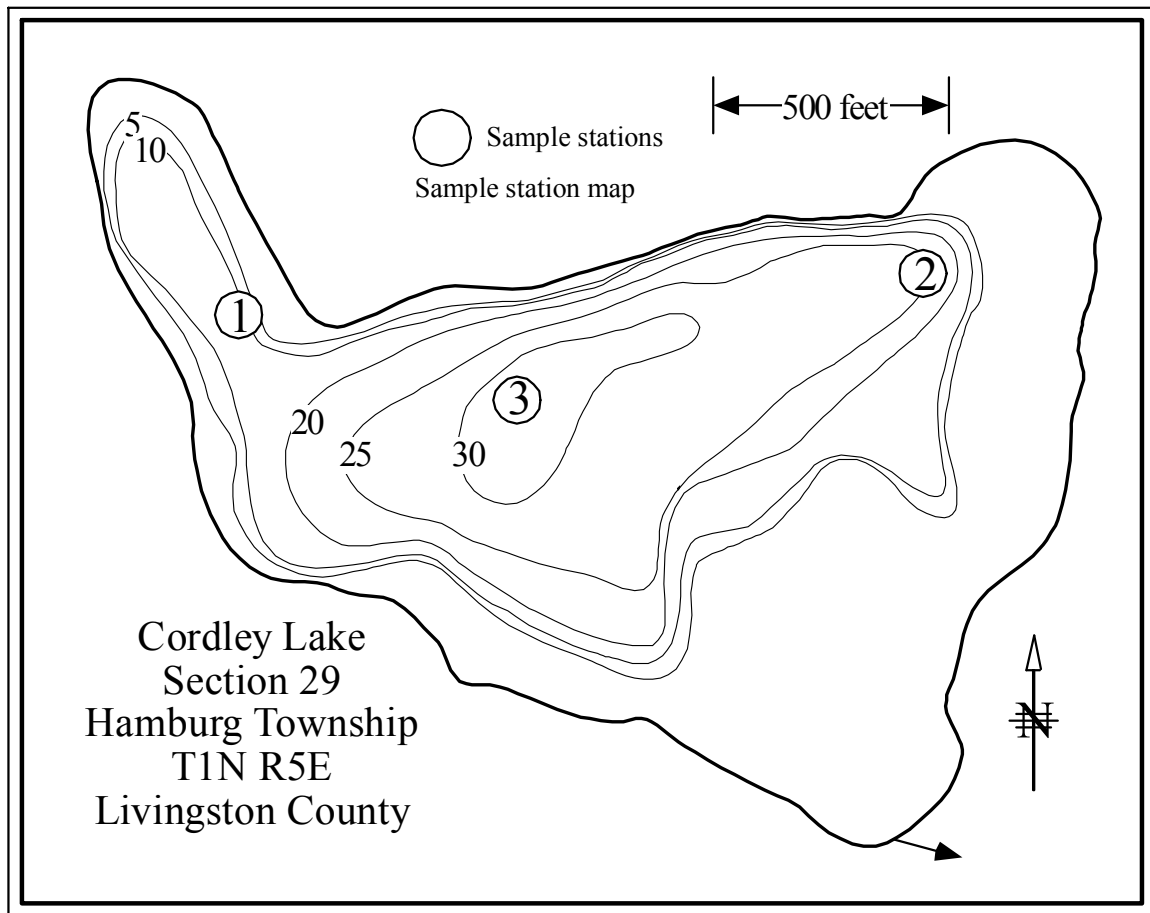 500 feet
Sample stations
Sample station map
5
10
1
2
3
20
25
30
Cordley Lake
Section 29
Hamburg Township
T1N R5E
Livingston County
N